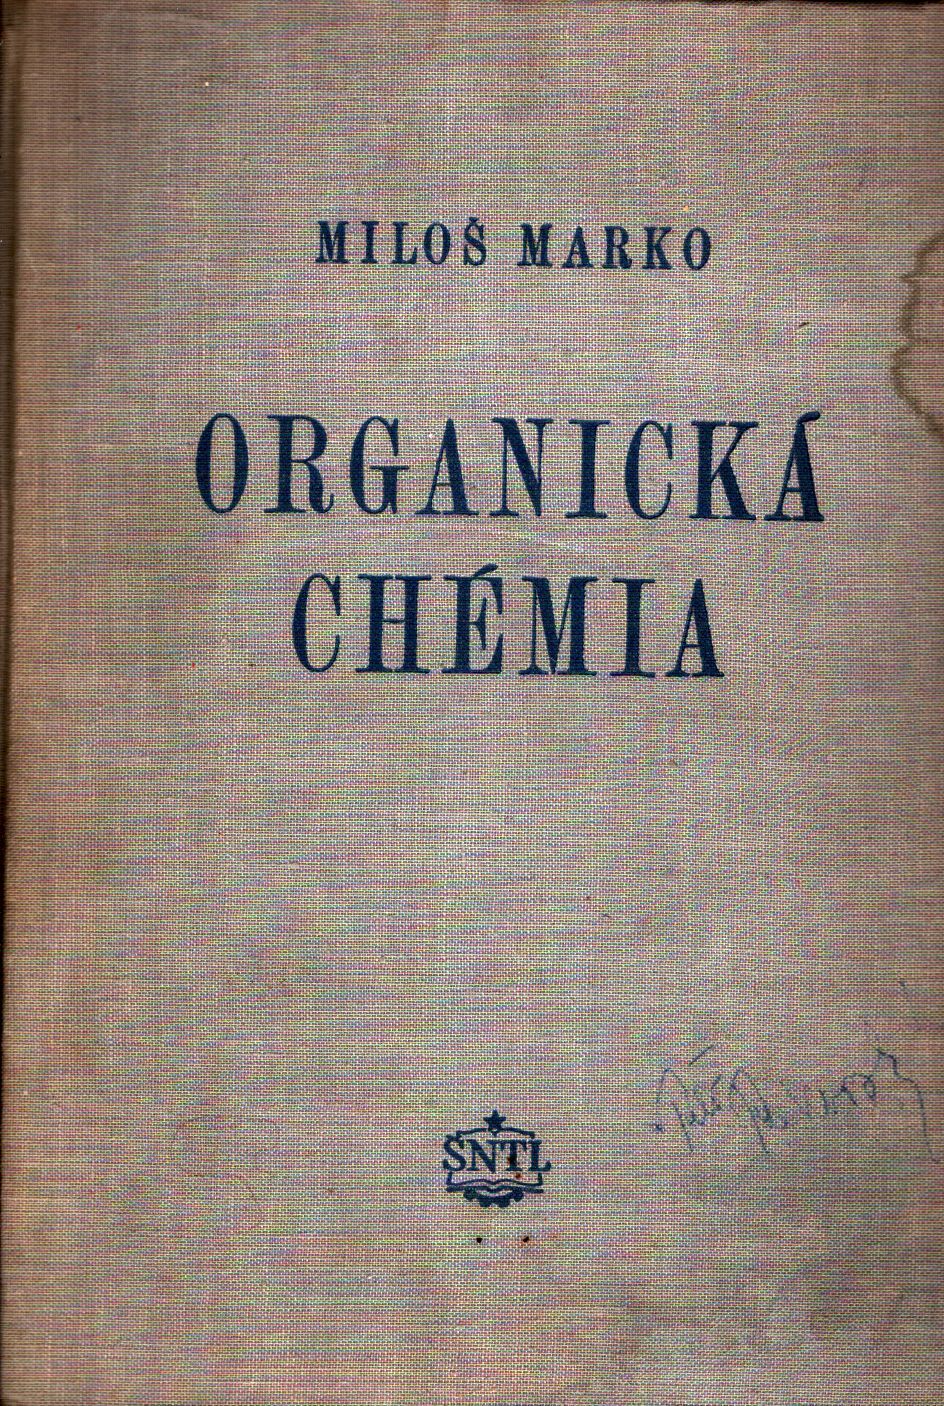 MILOŠ MARKO
ORGANICKÁ
CHÉMIA
SNTL